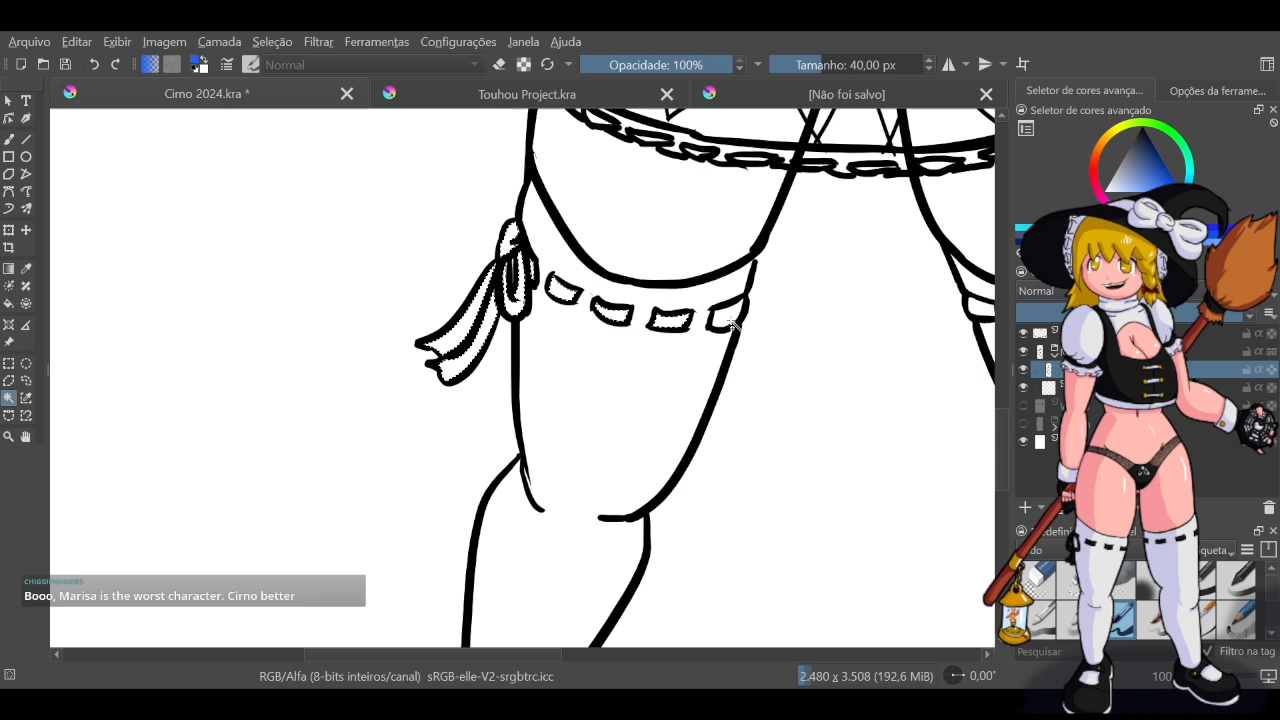 Arquivo Editar Exibir Imagem Camada Seleção Filtrar Ferramentas Configurações Janela Ajuda
Normal Opacidade: 100% Tamanho: 40,00 px
Cirno 2024.kra * Touhou Project.kra [Não foi salvo]
Seletor de cores avança... Opções da ferrame...
Seletor de cores avançado
Normal
CHIGGIENUGGIES
Booo, Marisa is the worst character. Cirno better
Pesquisar Filtro na tag
RGB/Alfa (8-bits inteiros/canal) sRGB-elle-V2-srgbtrc.icc 2.480 x 3.508 (192,6 MiB) 0,00°